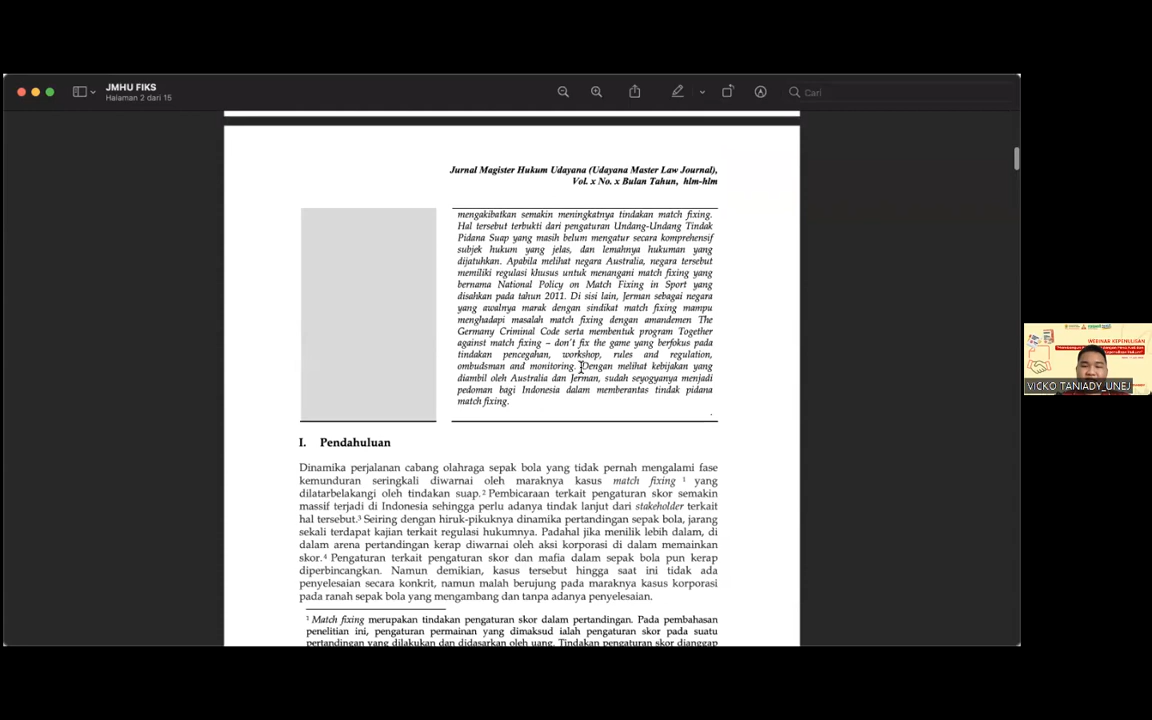 JMHU FIKS
Halaman 2 dari 15
Cari
Jurnal Magister Hukum Udayana (Udayana Master Law Journal),
Vol. x No. x Bulan Tahun, hlm-hlm
mengakibatkan semakin meningkatnya tindakan match fixing.
Hal tersebut terbukti dari pengaturan Undang-Undang Tindak
Pidana Suap yang masih belum mengatur secara komprehensif
subjek hukum yang jelas, dan lemahnya hukuman yang
dijatuhkan. Apabila melihat negara Australia, negara tersebut
memiliki regulasi khusus untuk menangani match fixing yang
bernama National Policy on Match Fixing in Sport yang
disahkan pada tahun 2011. Di sisi lain, Jerman sebagai negara
yang awalnya marak dengan sindikat match fixing mampu
menghadapi masalah match fixing dengan amandemen The
Germany Criminal Code serta membentuk program Together
against match fixing – don't fix the game yang berfokus pada
tindakan pencegahan, workshop, rules and regulation,
ombudsman and monitoring. Dengan melihat kebijakan yang
diambil oleh Australia dan Jerman, sudah seyogyanya menjadi
pedoman bagi Indonesia dalam memberantas tindak pidana
match fixing.
.
I. Pendahuluan
Dinamika perjalanan cabang olahraga sepak bola yang tidak pernah mengalami fase
kemunduran seringkali diwarnai oleh maraknya kasus match fixing 1 yang
dilatarbelakangi oleh tindakan suap.2 Pembicaraan terkait pengaturan skor semakin
massif terjadi di Indonesia sehingga perlu adanya tindak lanjut dari stakeholder terkait
hal tersebut.3 Seiring dengan hiruk-pikuknya dinamika pertandingan sepak bola, jarang
sekali terdapat kajian terkait regulasi hukumnya. Padahal jika menilik lebih dalam, di
dalam arena pertandingan kerap diwarnai oleh aksi korporasi di dalam memainkan
skor.4 Pengaturan terkait pengaturan skor dan mafia dalam sepak bola pun kerap
diperbincangkan. Namun demikian, kasus tersebut hingga saat ini tidak ada
penyelesaian secara konkrit, namun malah berujung pada maraknya kasus korporasi
pada ranah sepak bola yang mengambang dan tanpa adanya penyelesaian.
1 Match fixing merupakan tindakan pengaturan skor dalam pertandingan. Pada pembahasan
penelitian ini, pengaturan permainan yang dimaksud ialah pengaturan skor pada suatu
pertandingan yang dilakukan dan didasarkan oleh uang. Tindakan pengaturan skor dianggap
WEBINAR KEPENULISAN
VICKO TANIADY_UNEJ